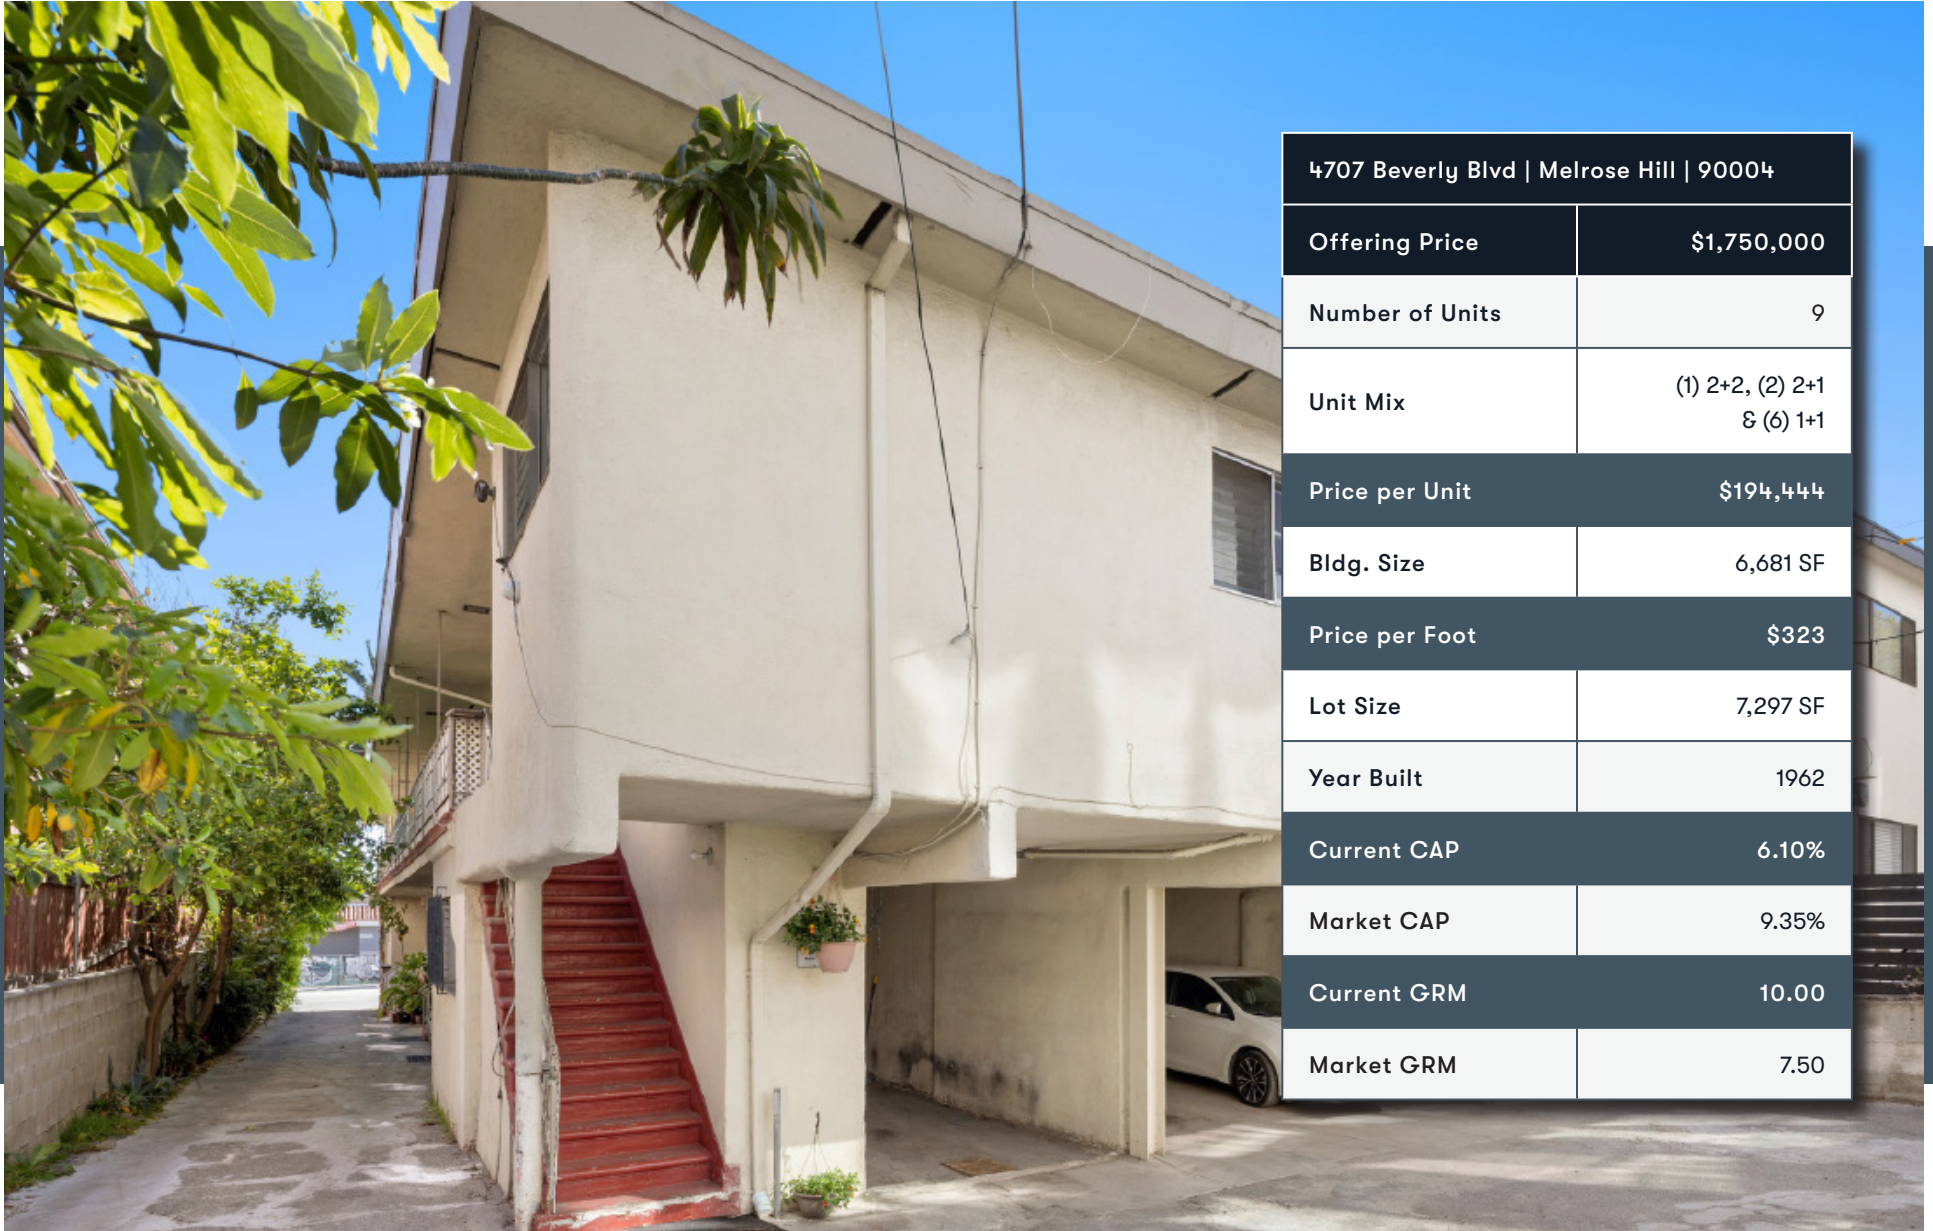 4707 Beverly Blvd | Melrose Hill | 90004
Offering Price $1,750,000
Number of Units 9
Unit Mix (1) 2+2, (2) 2+1
& (6) 1+1
Price per Unit $194,444
Bldg. Size 6,681 SF
Price per Foot $323
Lot Size 7,297 SF
Year Built 1962
Current CAP 6.10%
Market CAP 9.35%
Current GRM 10.00
Market GRM 7.50